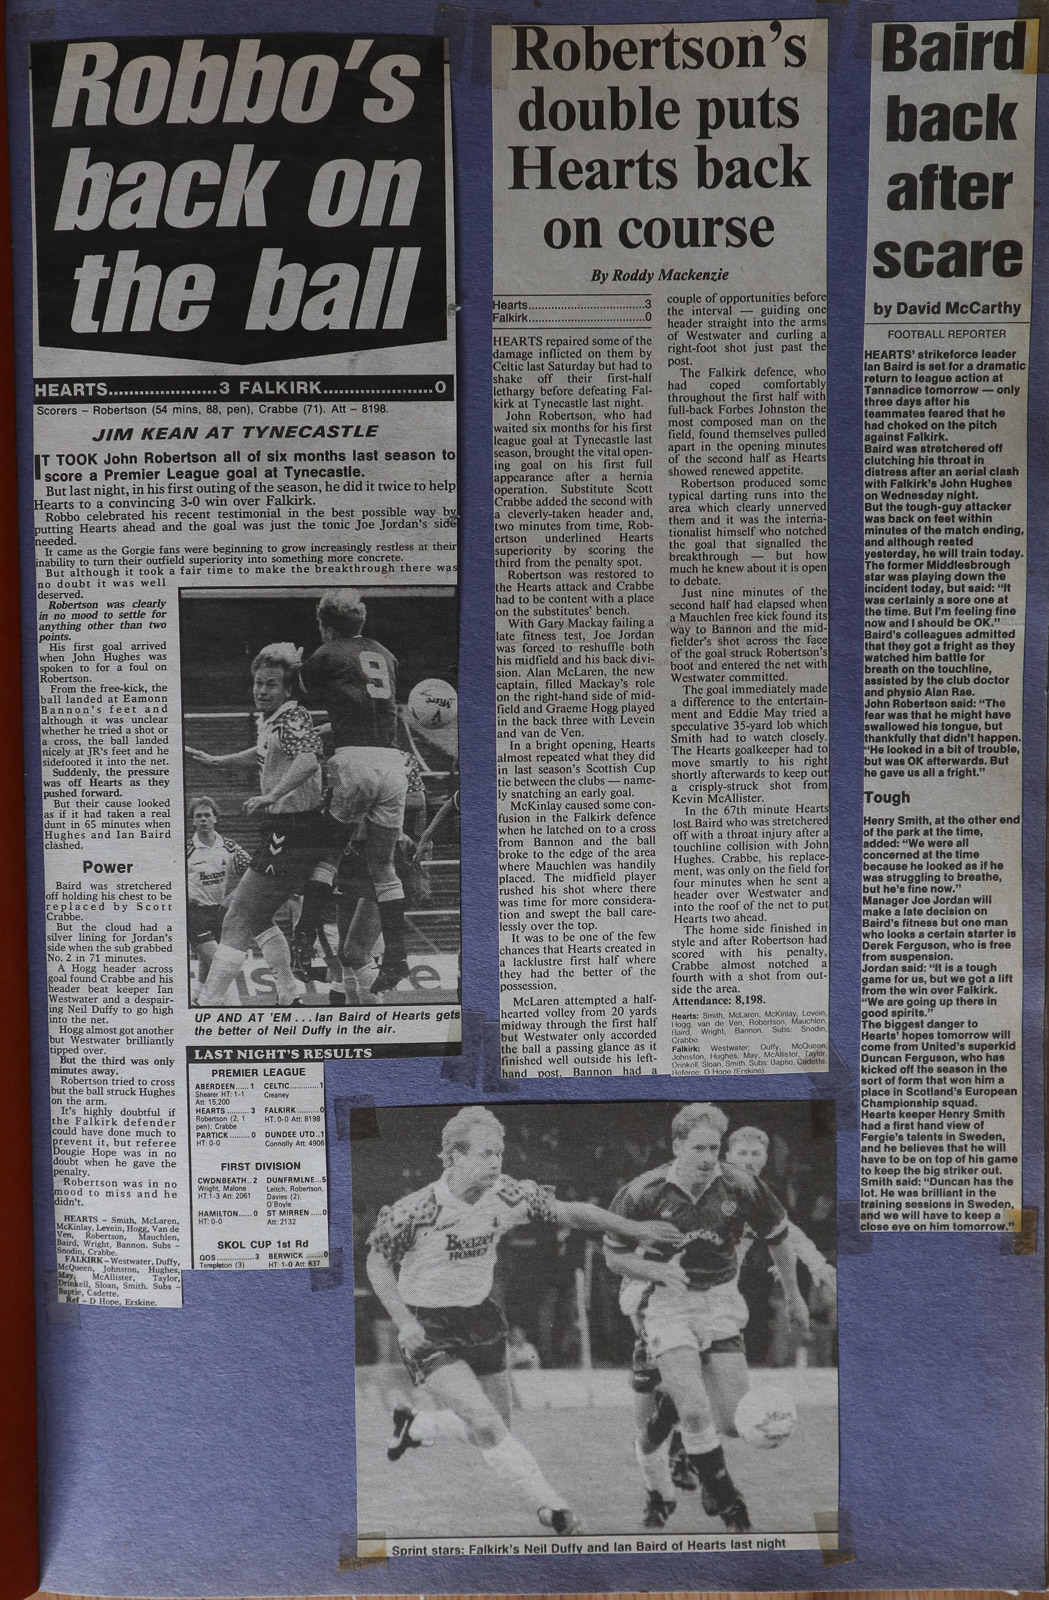 Robbo's
back on
the ball
HEARTS......................3 FALKIRK......................0
Scorers – Robertson (54 mins, 88, pen), Crabbe (71). Att – 8198.
JIM KEAN AT TYNECASTLE
IT TOOK John Robertson all of six months last season to
score a Premier League goal at Tynecastle.
But last night, in his first outing of the season, he did it twice to help
Hearts to a convincing 3-0 win over Falkirk.
Robbo celebrated his recent testimonial in the best possible way by
putting Hearts ahead and the goal was just the tonic Joe Jordan's side
needed.
It came as the Gorgie fans were beginning to grow increasingly restless at their
inability to turn their outfield superiority into something more concrete.
But although it took a fair time to make the breakthrough there was
no doubt it was well
deserved.
Robertson was clearly
in no mood to settle for
anything other than two
points.
His first goal arrived
when John Hughes was
spoken to for a foul on
Robertson.
From the free-kick, the
ball landed at Eamonn
Bannon's feet and
although it was unclear
whether he tried a shot or
a cross, the ball landed
nicely at JR's feet and he
sidefooted it into the net.
Suddenly, the pressure
was off Hearts as they
pushed forward.
But their cause looked
as if it had taken a real
dunt in 65 minutes when
Hughes and Ian Baird
clashed.
Power
Baird was stretchered
off holding his chest to be
replaced by Scott
Crabbe.
But the cloud had a
silver lining for Jordan's
side when the sub grabbed
No. 2 in 71 minutes.
A Hogg header across
goal found Crabbe and his
header beat keeper Ian
Westwater and a despair-
ing Neil Duffy to go high
into the net.
Hogg almost got another
but Westwater brilliantly
tipped over.
But the third was only
minutes away.
Robertson tried to cross
but the ball struck Hughes
on the arm.
It's highly doubtful if
the Falkirk defender
could have done much to
prevent it, but referee
Dougie Hope was in no
doubt when he gave the
penalty.
Robertson was in no
mood to miss and he
didn't.
HEARTS – Smith, McLaren,
McKinlay, Levein, Hogg, Van de
Ven, Robertson, Mauchlen,
Baird, Wright, Bannon. Subs –
Snodin, Crabbe.
FALKIRK – Westwater, Duffy,
McQueen, Johnston, Hughes,
May, McAllister, Taylor,
Drinkell, Sloan, Smith. Subs –
Baptie, Cadette.
Ref – D Hope, Erskine.
9
Beazer
HOMES
UP AND AT 'EM . . . Ian Baird of Hearts gets
the better of Neil Duffy in the air.
LAST NIGHT'S RESULTS
PREMIER LEAGUE
ABERDEEN......1 CELTIC............1
Shearer HT: 1-1 Creaney
Att: 15,200
HEARTS..........3 FALKIRK..........0
Robertson (2, 1 HT: 0-0 Att: 8198
pen), Crabbe
PARTICK..........0 DUNDEE UTD..1
HT: 0-0 Connolly Att: 4906
FIRST DIVISION
CWDNBEATH..2 DUNFRMLNE...5
Wright, Malone Leitch, Robertson,
HT:1-3 Att: 2061 Davies (2).
O'Boyle
HAMILTON.......0 ST MIRREN......0
HT: 0-0 Att: 2132
SKOL CUP 1st Rd
QOS................3 BERWICK........0
Templeton (3) HT: 1-0 Att: 637
Robertson's
double puts
Hearts back
on course
By Roddy Mackenzie
Hearts..............................3
Falkirk.............................0
HEARTS repaired some of the
damage inflicted on them by
Celtic last Saturday but had to
shake off their first-half
lethargy before defeating Fal-
kirk at Tynecastle last night.
John Robertson, who had
waited six months for his first
league goal at Tynecastle last
season, brought the vital open-
ing goal on his first full
appearance after a hernia
operation. Substitute Scott
Crabbe added the second with
a cleverly-taken header and,
two minutes from time, Rob-
ertson underlined Hearts
superiority by scoring the
third from the penalty spot.
Robertson was restored to
the Hearts attack and Crabbe
had to be content with a place
on the substitutes' bench.
With Gary Mackay failing a
late fitness test, Joe Jordan
was forced to reshuffle both
his midfield and his back divi-
sion. Alan McLaren, the new
captain, filled Mackay's role
on the right-hand side of mid-
field and Graeme Hogg played
in the back three with Levein
and van de Ven.
In a bright opening, Hearts
almost repeated what they did
in last season's Scottish Cup
tie between the clubs — name-
ly snatching an early goal.
McKinlay caused some con-
fusion in the Falkirk defence
when he latched on to a cross
from Bannon and the ball
broke to the edge of the area
where Mauchlen was handily
placed. The midfield player
rushed his shot where there
was time for more considera-
tion and swept the ball care-
lessly over the top.
It was to be one of the few
chances that Hearts created in
a lacklustre first half where
they had the better of the
possession.
McLaren attempted a half-
hearted volley from 20 yards
midway through the first half
but Westwater only accorded
the ball a passing glance as it
finished well outside his left-
hand post. Bannon had a
couple of opportunities before
the interval — guiding one
header straight into the arms
of Westwater and curling a
right-foot shot just past the
post.
The Falkirk defence, who
had coped comfortably
throughout the first half with
full-back Forbes Johnston the
most composed man on the
field, found themselves pulled
apart in the opening minutes
of the second half as Hearts
showed renewed appetite.
Robertson produced some
typical darting runs into the
area which clearly unnerved
them and it was the interna-
tionalist himself who notched
the goal that signalled the
breakthrough — but how
much he knew about it is open
to debate.
Just nine minutes of the
second half had elapsed when
a Mauchlen free kick found its
way to Bannon and the mid-
fielder's shot across the face
of the goal struck Robertson's
boot and entered the net with
Westwater committed.
The goal immediately made
a difference to the entertain-
ment and Eddie May tried a
speculative 35-yard lob which
Smith had to watch closely.
The Hearts goalkeeper had to
move smartly to his right
shortly afterwards to keep out
a crisply-struck shot from
Kevin McAllister.
In the 67th minute Hearts
lost Baird who was stretchered
off with a throat injury after a
touchline collision with John
Hughes. Crabbe, his replace-
ment, was only on the field for
four minutes when he sent a
header over Westwater and
into the roof of the net to put
Hearts two ahead.
The home side finished in
style and after Robertson had
scored with his penalty,
Crabbe almost notched a
fourth with a shot from out-
side the area.
Attendance: 8,198.
Hearts: Smith, McLaren, McKinlay, Levein,
Hogg, van de Ven, Robertson, Mauchlen,
Baird, Wright, Bannon. Subs: Snodin,
Crabbe.
Falkirk: Westwater, Duffy, McQueen,
Johnston, Hughes, May, McAllister, Taylor,
Drinkell, Sloan, Smith. Subs: Baptie, Cadette.
Referee: D Hope (Erskine).
Beazer
HOMES
Sprint stars: Falkirk's Neil Duffy and Ian Baird of Hearts last night
Baird
back
after
scare
by David McCarthy
FOOTBALL REPORTER
HEARTS' strikeforce leader
Ian Baird is set for a dramatic
return to league action at
Tannadice tomorrow — only
three days after his
teammates feared that he
had choked on the pitch
against Falkirk.
Baird was stretchered off
clutching his throat in
distress after an aerial clash
with Falkirk's John Hughes
on Wednesday night.
But the tough-guy attacker
was back on feet within
minutes of the match ending,
and although rested
yesterday, he will train today.
The former Middlesbrough
star was playing down the
incident today, but said: "It
was certainly a sore one at
the time. But I'm feeling fine
now and I should be OK."
Baird's colleagues admitted
that they got a fright as they
watched him battle for
breath on the touchline,
assisted by the club doctor
and physio Alan Rae.
John Robertson said: "The
fear was that he might have
swallowed his tongue, but
thankfully that didn't happen.
"He looked in a bit of trouble,
but was OK afterwards. But
he gave us all a fright."
Tough
Henry Smith, at the other end
of the park at the time,
added: "We were all
concerned at the time
because he looked as if he
was struggling to breathe,
but he's fine now."
Manager Joe Jordan will
make a late decision on
Baird's fitness but one man
who looks a certain starter is
Derek Ferguson, who is free
from suspension.
Jordan said: "It is a tough
game for us, but we got a lift
from the win over Falkirk.
"We are going up there in
good spirits."
The biggest danger to
Hearts' hopes tomorrow will
come from United's superkid
Duncan Ferguson, who has
kicked off the season in the
sort of form that won him a
place in Scotland's European
Championship squad.
Hearts keeper Henry Smith
had a first hand view of
Fergie's talents in Sweden,
and he believes that he will
have to be on top of his game
to keep the big striker out.
Smith said: "Duncan has the
lot. He was brilliant in the
training sessions in Sweden,
and we will have to keep a
close eye on him tomorrow."